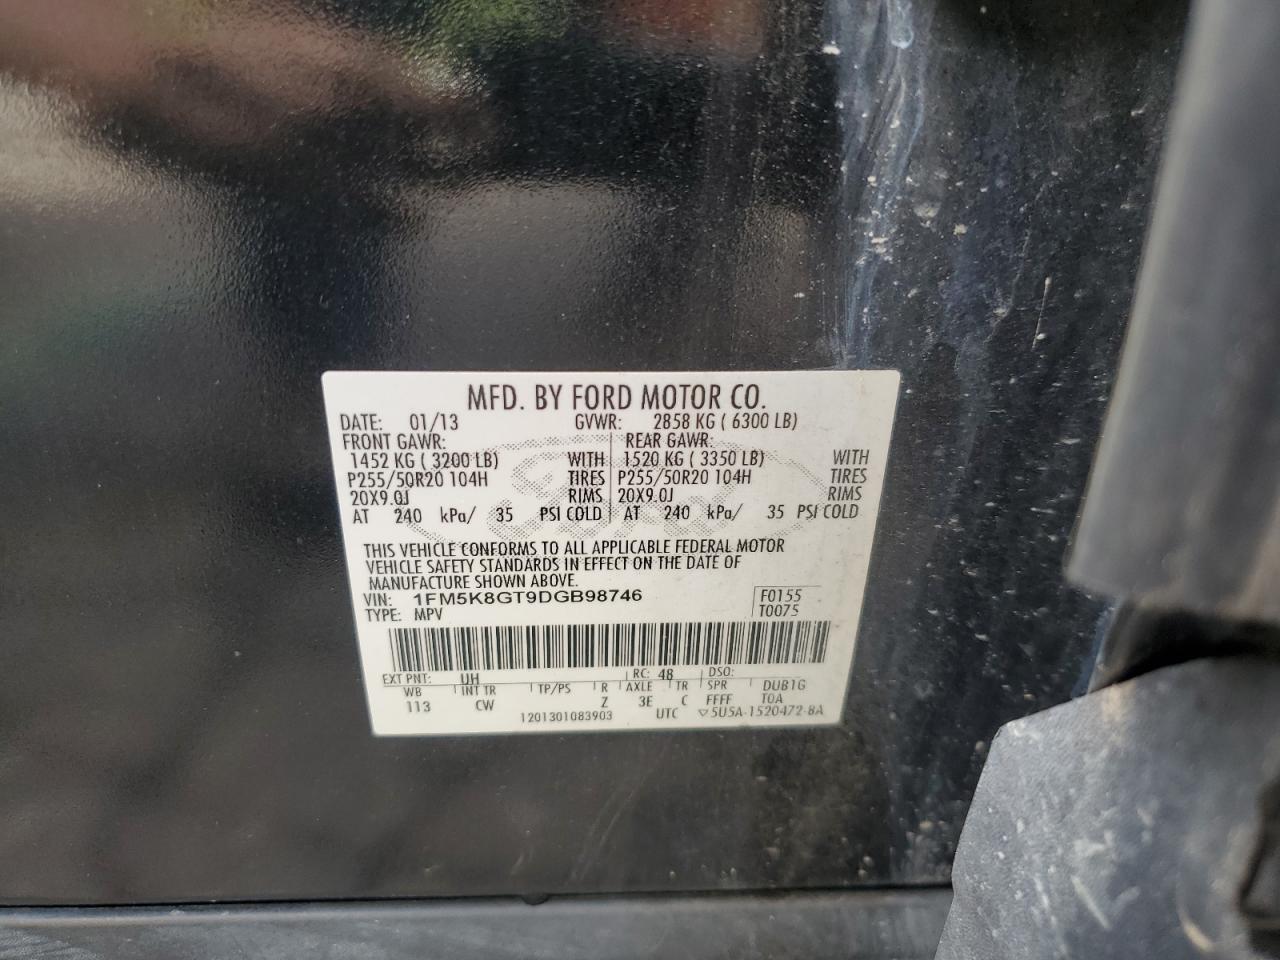 MFD. BY FORD MOTOR CO.
DATE: 01/13 GVWR: 2858 KG ( 6300 LB)
FRONT GAWR: REAR GAWR:
1452 KG ( 3200 LB) WITH 1520 KG ( 3350 LB) WITH
P255/50R20 104H TIRES P255/50R20 104H TIRES
20X9.0J RIMS 20X9.0J RIMS
AT 240 kPa/ 35 PSI COLD AT 240 kPa/ 35 PSI COLD
THIS VEHICLE CONFORMS TO ALL APPLICABLE FEDERAL MOTOR
VEHICLE SAFETY STANDARDS IN EFFECT ON THE DATE OF
MANUFACTURE SHOWN ABOVE.
VIN: 1FM5K8GT9DGB98746 F0155
TYPE: MPV T0075
EXT PNT: UH RC: 48 DSO:
WB INT TR TP/PS R AXLE TR SPR DUB1G
113 CW Z 3E C FFFF T0A
1201301083903 UTC ▽5U5A-1520472-8A